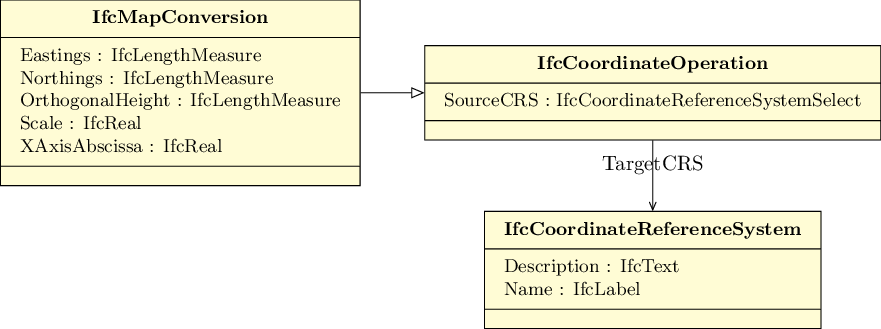 IfcMapConversion
Eastings : IfcLengthMeasure
Northings : IfcLengthMeasure
OrthogonalHeight : IfcLengthMeasure
Scale : IfcReal
XAxisAbscissa : IfcReal
IfcCoordinateOperation
SourceCRS : IfcCoordinateReferenceSystemSelect
TargetCRS
IfcCoordinateReferenceSystem
Description : IfcText
Name : IfcLabel